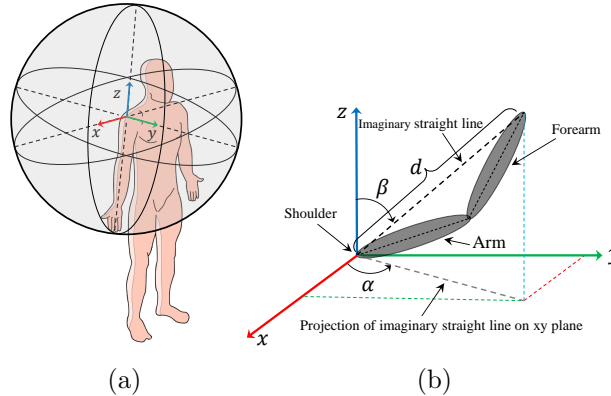 z
x
y
(a)
z
Imaginary straight line
d
Forearm
β
Shoulder
Arm
α
Projection of imaginary straight line on xy plane
x
(b)